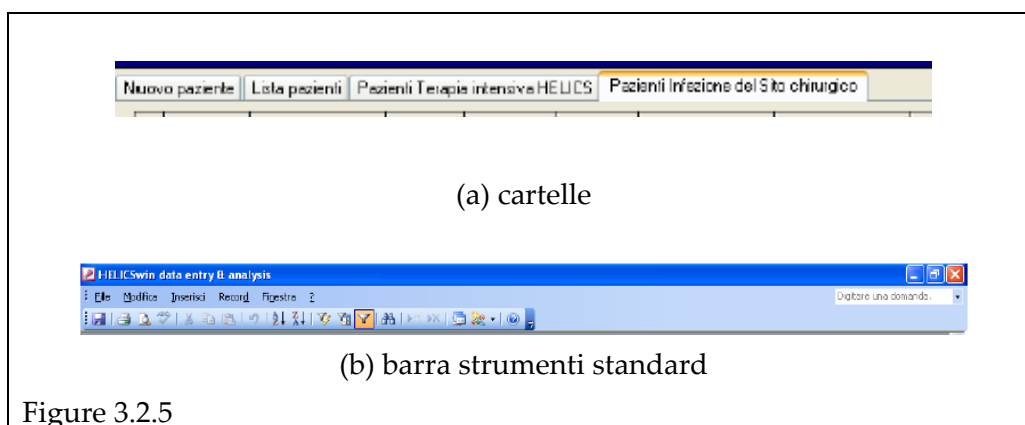 Nuovo paziente Lista pazienti Pazienti Terapia intensiva HELICS Pazienti Infezione del Sito chirurgico
(a) cartelle
HELICSwin data entry & analysis
File Modifica Inserisci Record Finestra ? Digitare una domanda.
(b) barra strumenti standard
Figure 3.2.5